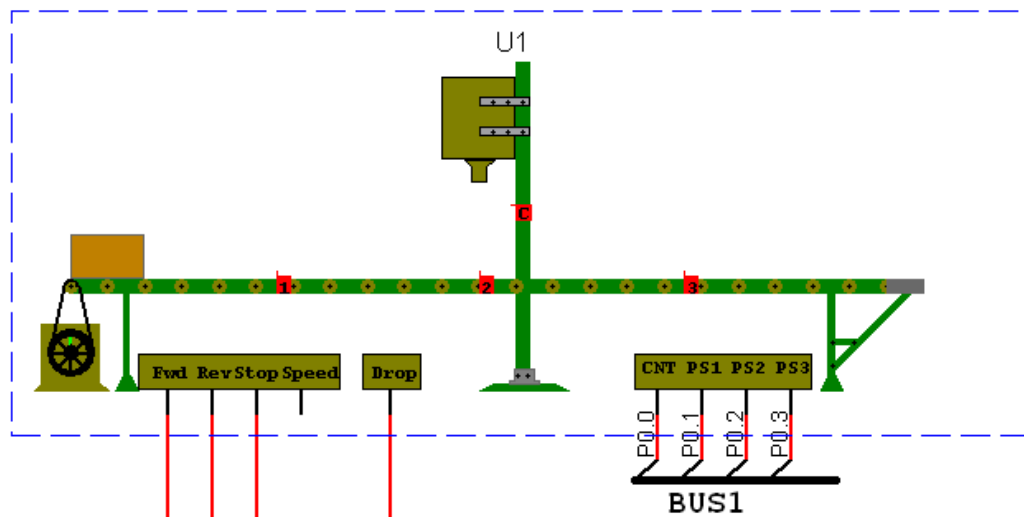 U1
C
1 2 3
Fwd Rev Stop Speed Drop CNT PS1 PS2 PS3
P0.0 P0.1 P0.2 P0.3
BUS1